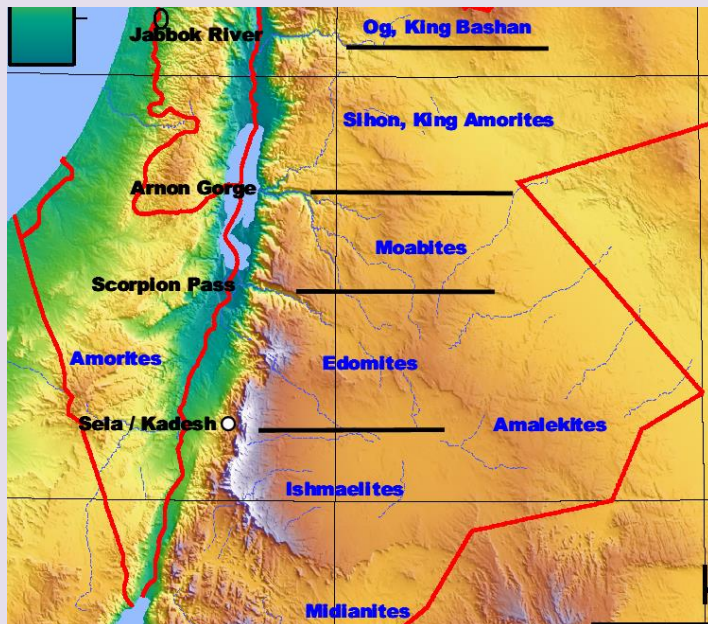 Og, King Bashan
Jabbok River
Sihon, King Amorites
Arnon Gorge
Moabites
Scorpion Pass
Amorites
Edomites
Sela / Kadesh
Amalekites
Ishmaelites
Midianites